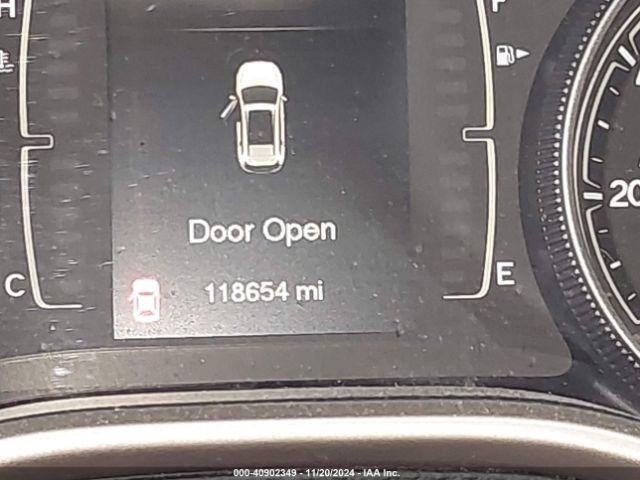 H
F
20
Door Open
C
118654 mi
E
000-40902349 - 11/20/2024 - IAA Inc.